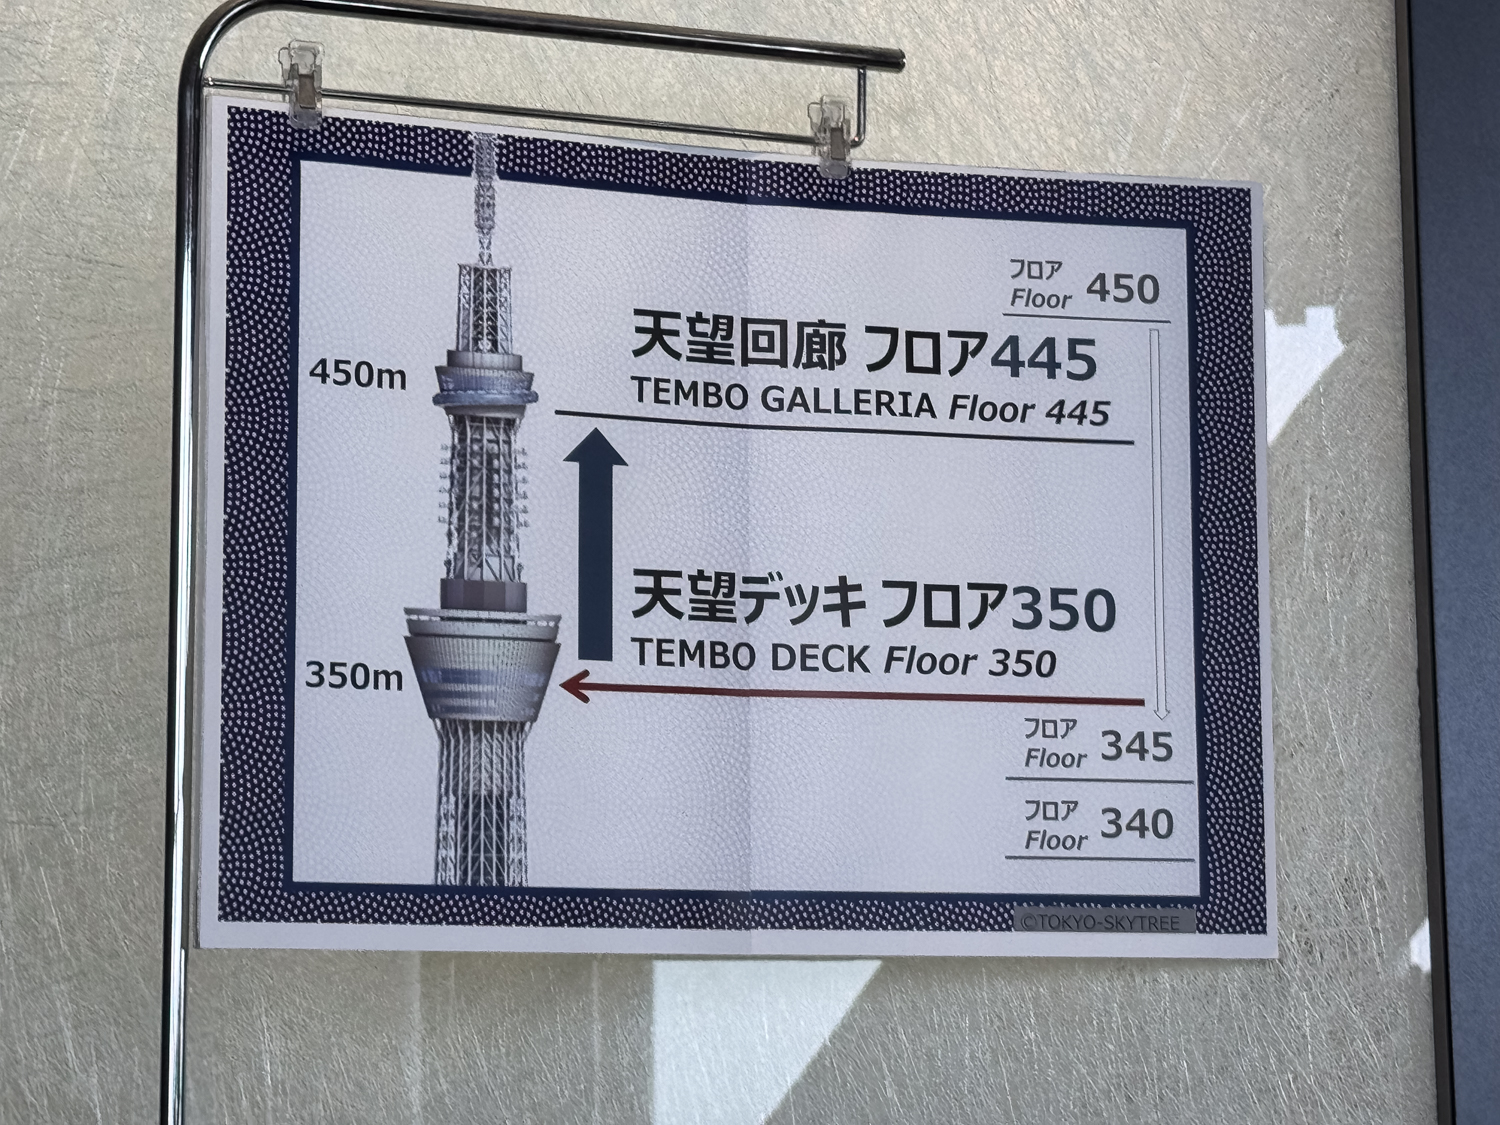 フロア
Floor 450
天望回廊 フロア445
TEMBO GALLERIA Floor 445
450m
天望デッキ フロア350
TEMBO DECK Floor 350
350m
フロア
Floor 345
フロア
Floor 340
©TOKYO-SKYTREE